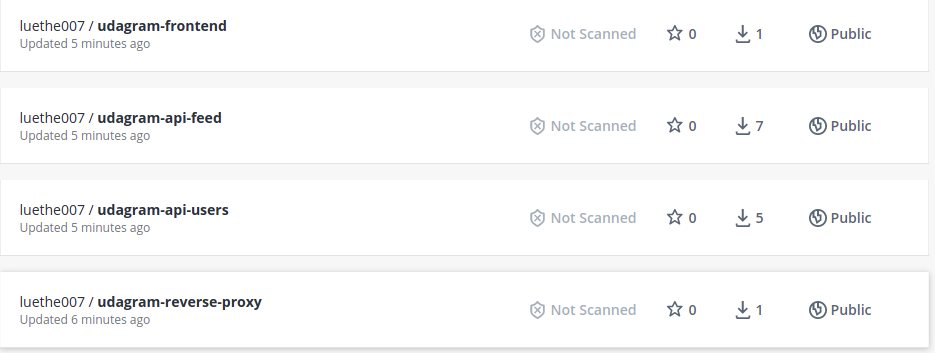 luethe007 / udagram-frontend Not Scanned 0 1 Public
Updated 5 minutes ago
luethe007 / udagram-api-feed Not Scanned 0 7 Public
Updated 5 minutes ago
luethe007 / udagram-api-users Not Scanned 0 5 Public
Updated 5 minutes ago
luethe007 / udagram-reverse-proxy Not Scanned 0 1 Public
Updated 6 minutes ago